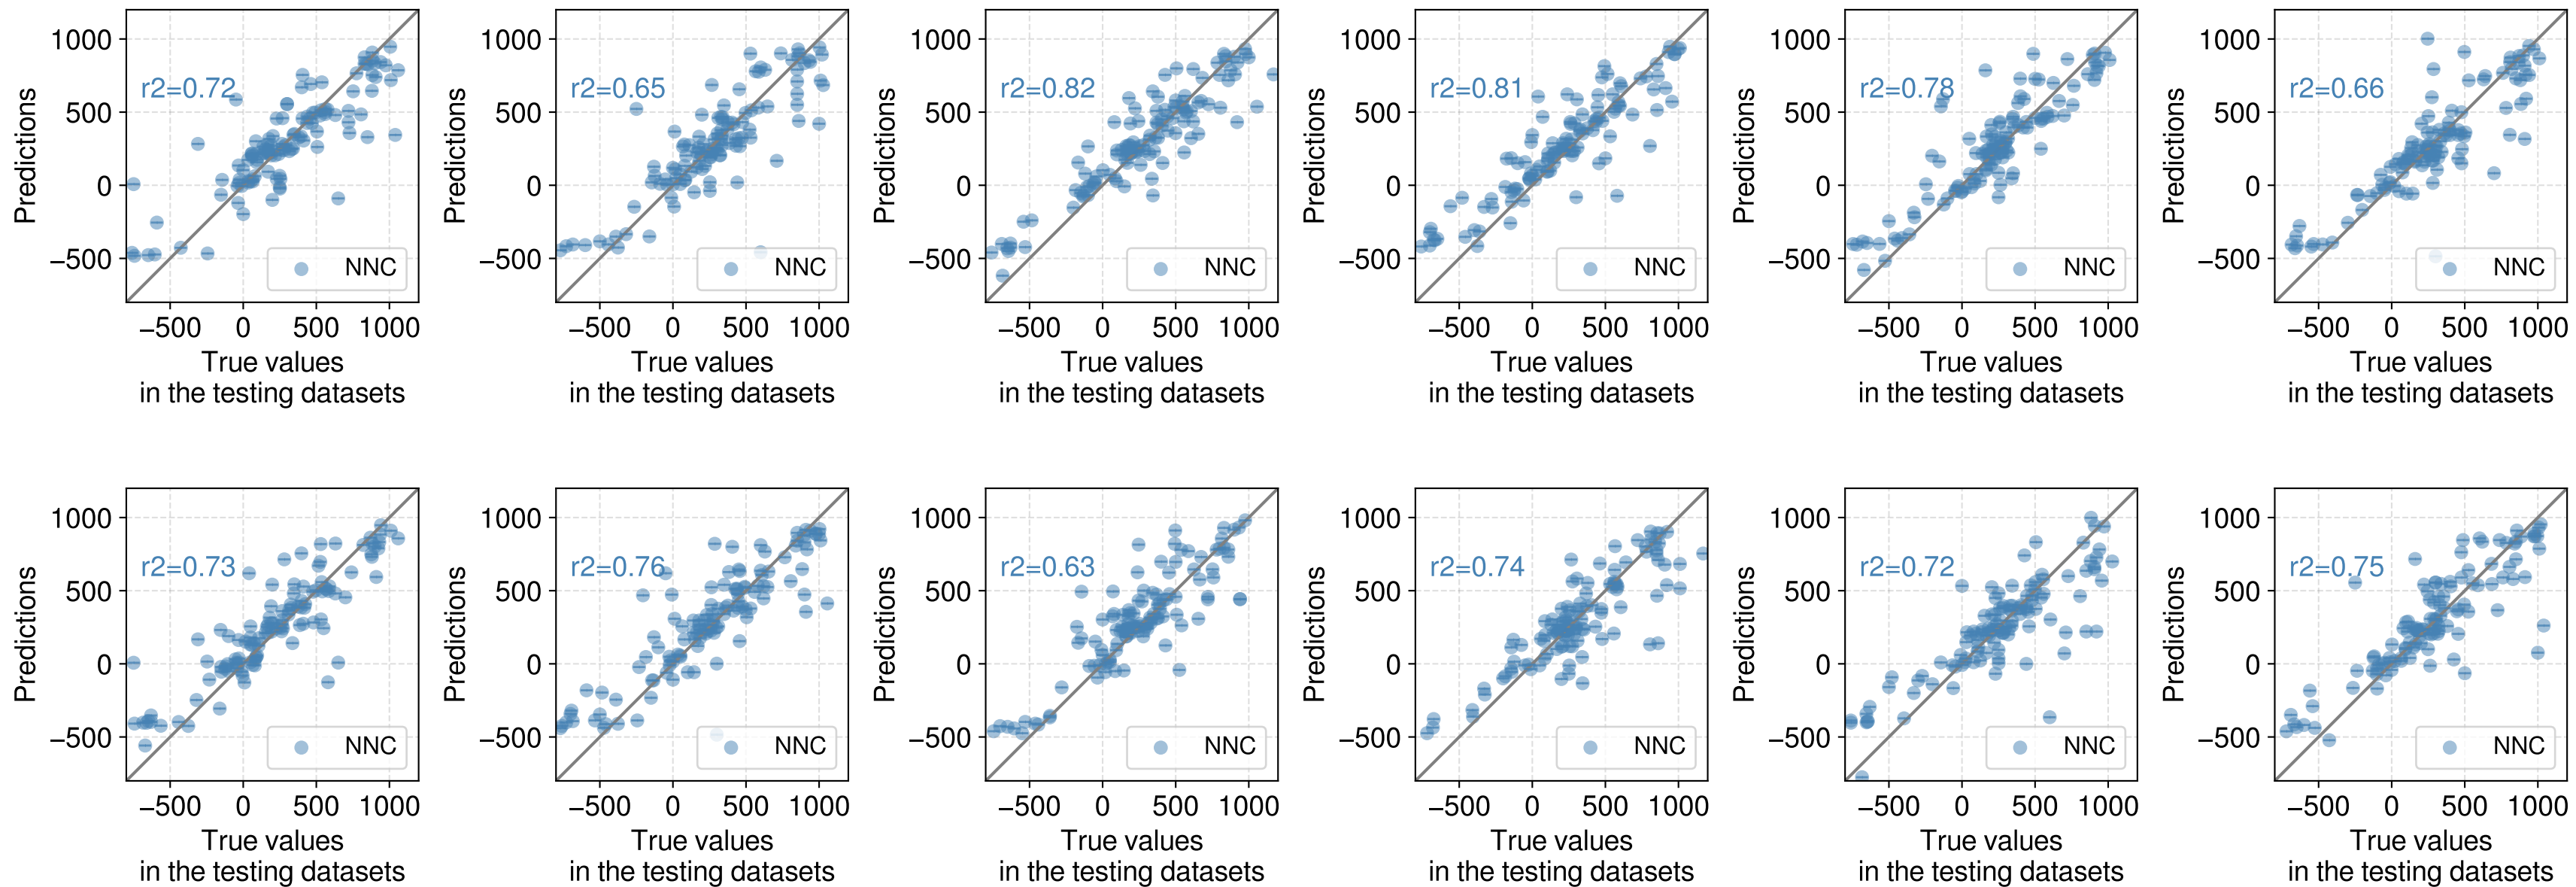 1000
500
0
−500
Predictions
r2=0.72
NNC
−500 0 500 1000
True values
in the testing datasets
1000
500
0
−500
Predictions
r2=0.65
NNC
−500 0 500 1000
True values
in the testing datasets
1000
500
0
−500
Predictions
r2=0.82
NNC
−500 0 500 1000
True values
in the testing datasets
1000
500
0
−500
Predictions
r2=0.81
NNC
−500 0 500 1000
True values
in the testing datasets
1000
500
0
−500
Predictions
r2=0.78
NNC
−500 0 500 1000
True values
in the testing datasets
1000
500
0
−500
Predictions
r2=0.66
NNC
−500 0 500 1000
True values
in the testing datasets
1000
500
0
−500
Predictions
r2=0.73
NNC
−500 0 500 1000
True values
in the testing datasets
1000
500
0
−500
Predictions
r2=0.76
NNC
−500 0 500 1000
True values
in the testing datasets
1000
500
0
−500
Predictions
r2=0.63
NNC
−500 0 500 1000
True values
in the testing datasets
1000
500
0
−500
Predictions
r2=0.74
NNC
−500 0 500 1000
True values
in the testing datasets
1000
500
0
−500
Predictions
r2=0.72
NNC
−500 0 500 1000
True values
in the testing datasets
1000
500
0
−500
Predictions
r2=0.75
NNC
−500 0 500 1000
True values
in the testing datasets